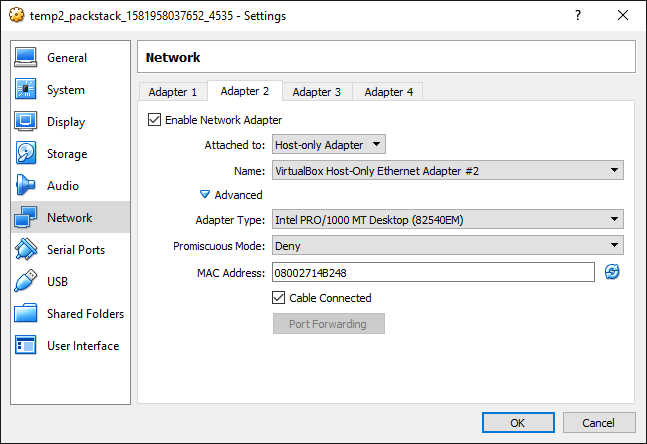 temp2_packstack_1581958037652_4535 - Settings
?
General
System
Display
Storage
Audio
Network
Serial Ports
USB
Shared Folders
User Interface
Network
Adapter 1 Adapter 2 Adapter 3 Adapter 4
Enable Network Adapter
Attached to: Host-only Adapter
Name: VirtualBox Host-Only Ethernet Adapter #2
Advanced
Adapter Type: Intel PRO/1000 MT Desktop (82540EM)
Promiscuous Mode: Deny
MAC Address: 08002714B248
Cable Connected
Port Forwarding
OK Cancel